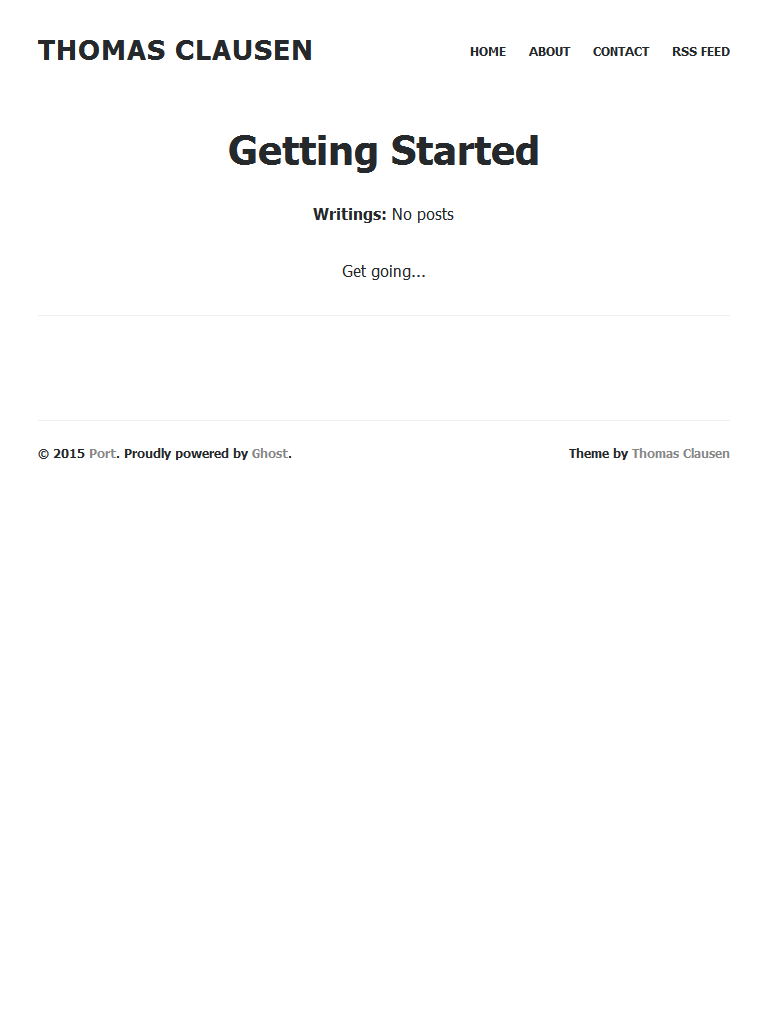 THOMAS CLAUSEN
HOME ABOUT CONTACT RSS FEED
Getting Started
Writings: No posts
Get going...
© 2015 Port. Proudly powered by Ghost.
Theme by Thomas Clausen